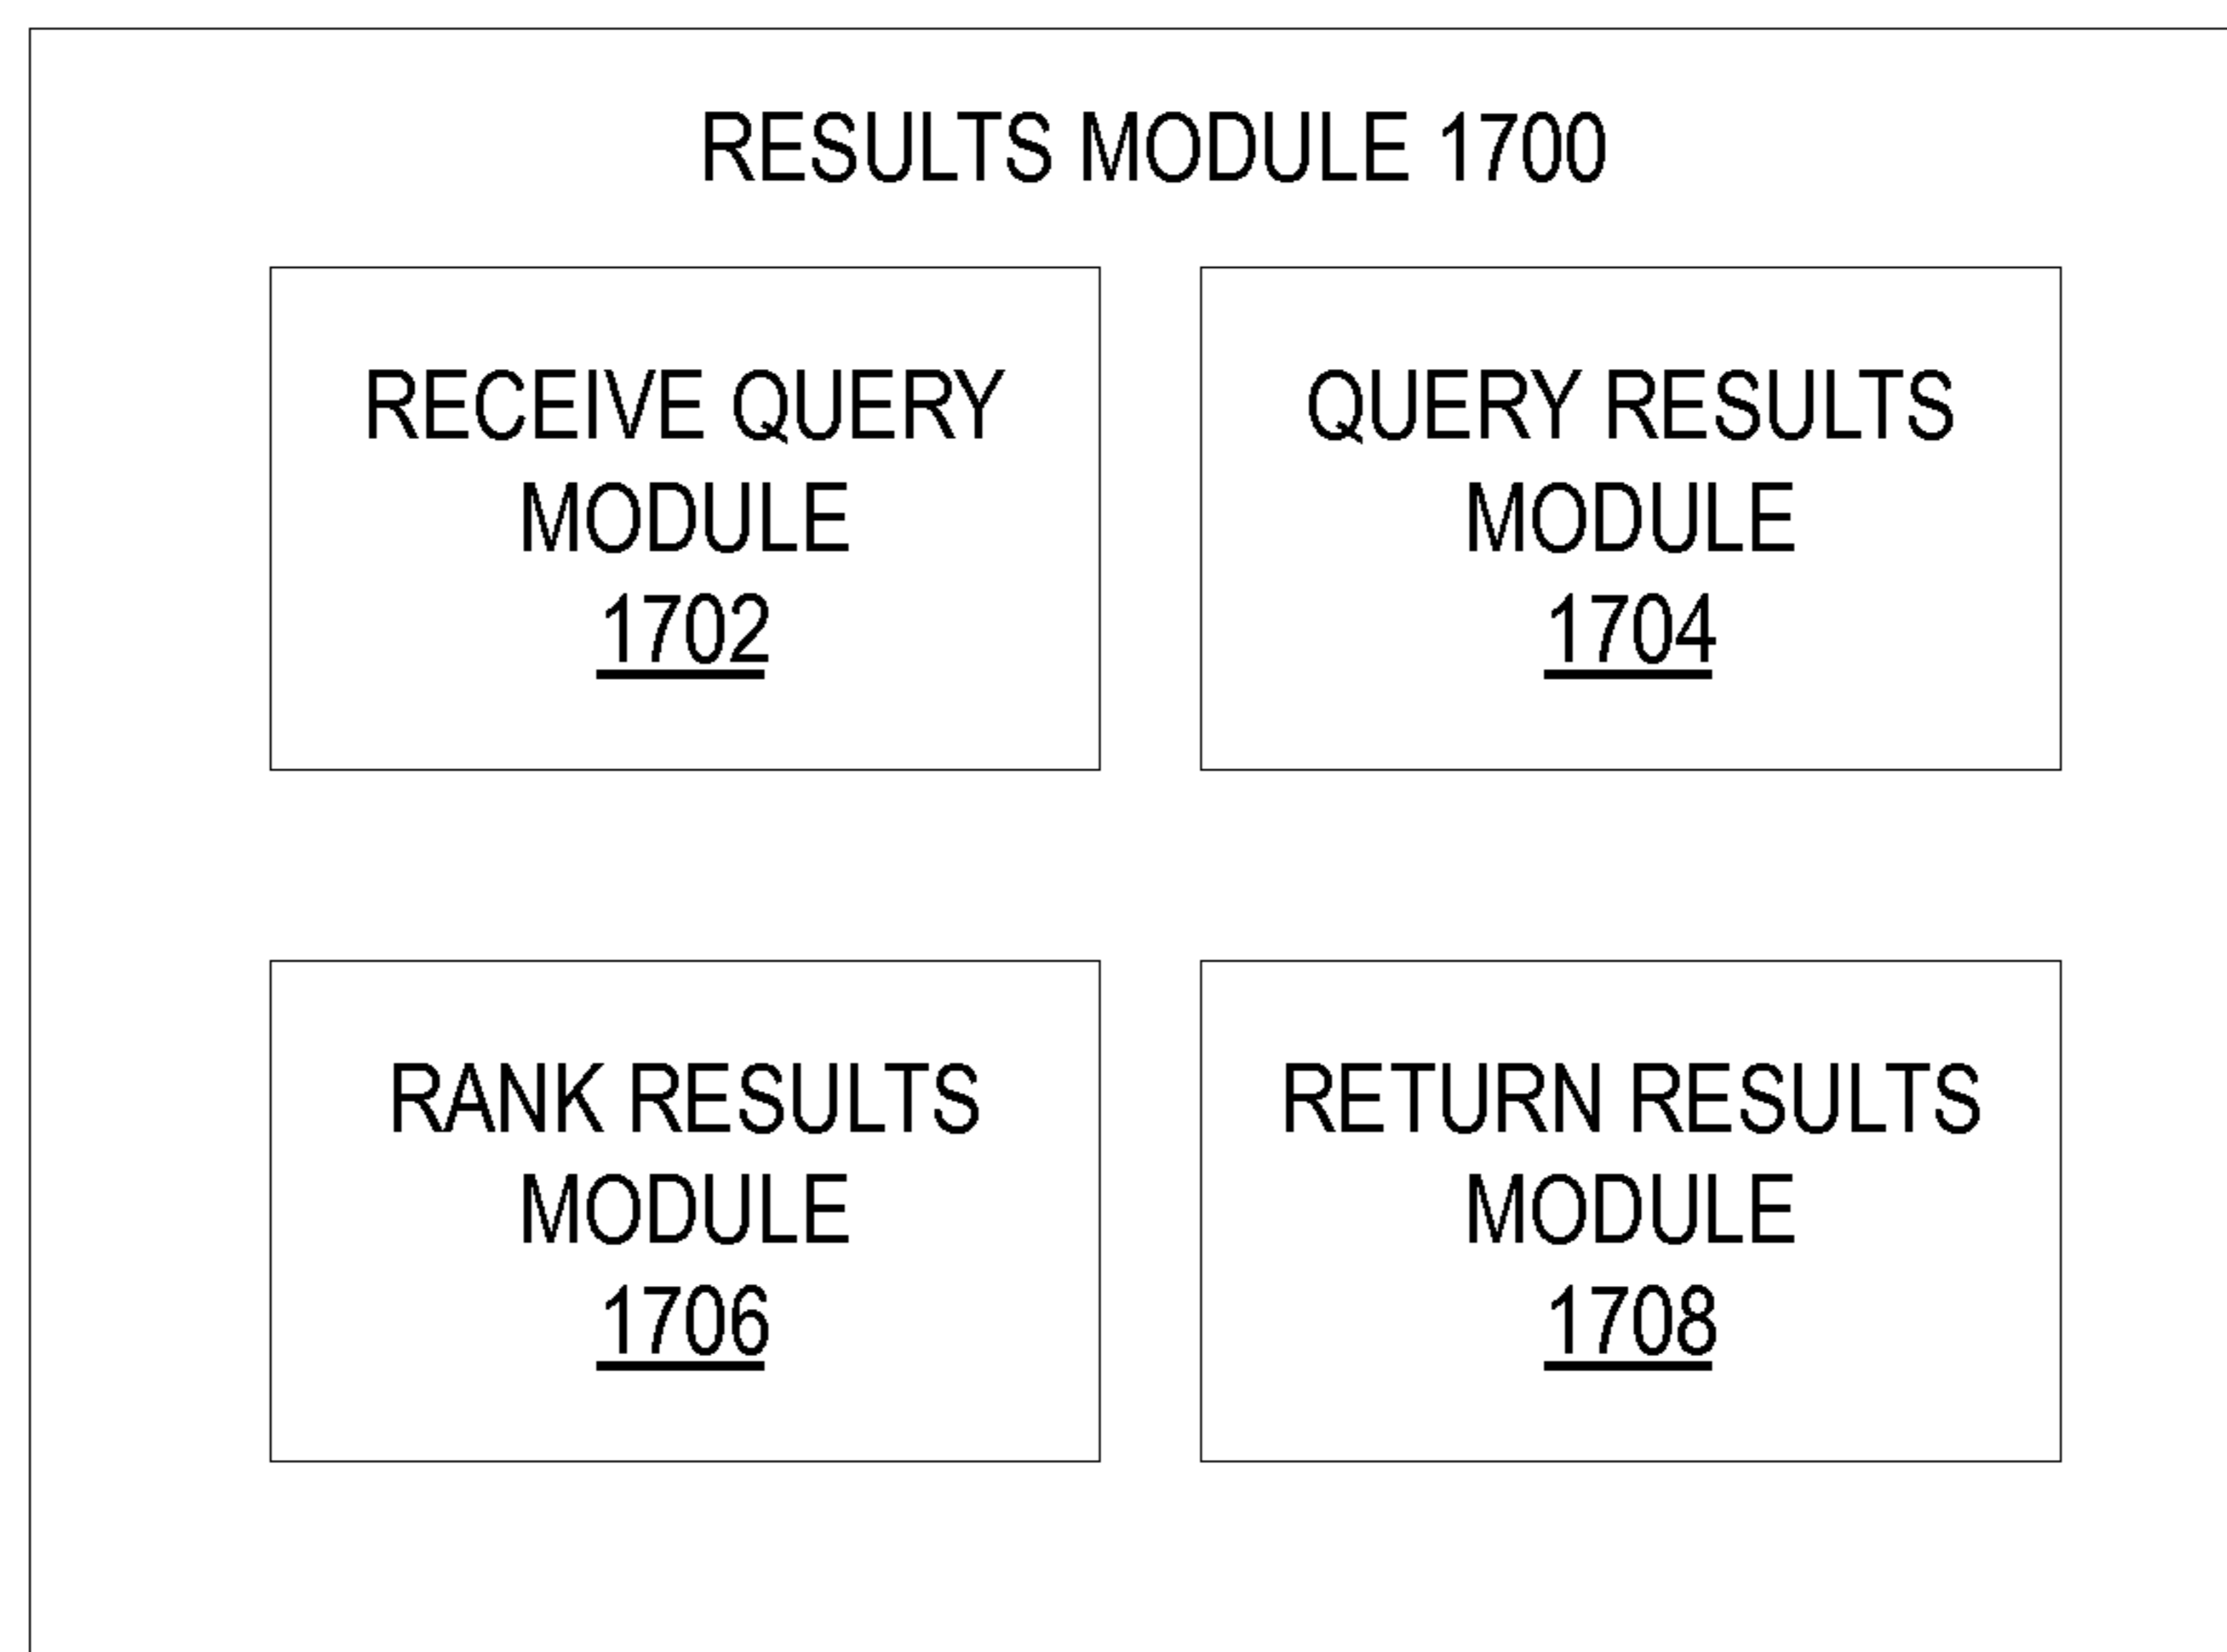 RESULTS MODULE 1700
RECEIVE QUERY
MODULE
1702
QUERY RESULTS
MODULE
1704
RANK RESULTS
MODULE
1706
RETURN RESULTS
MODULE
1708